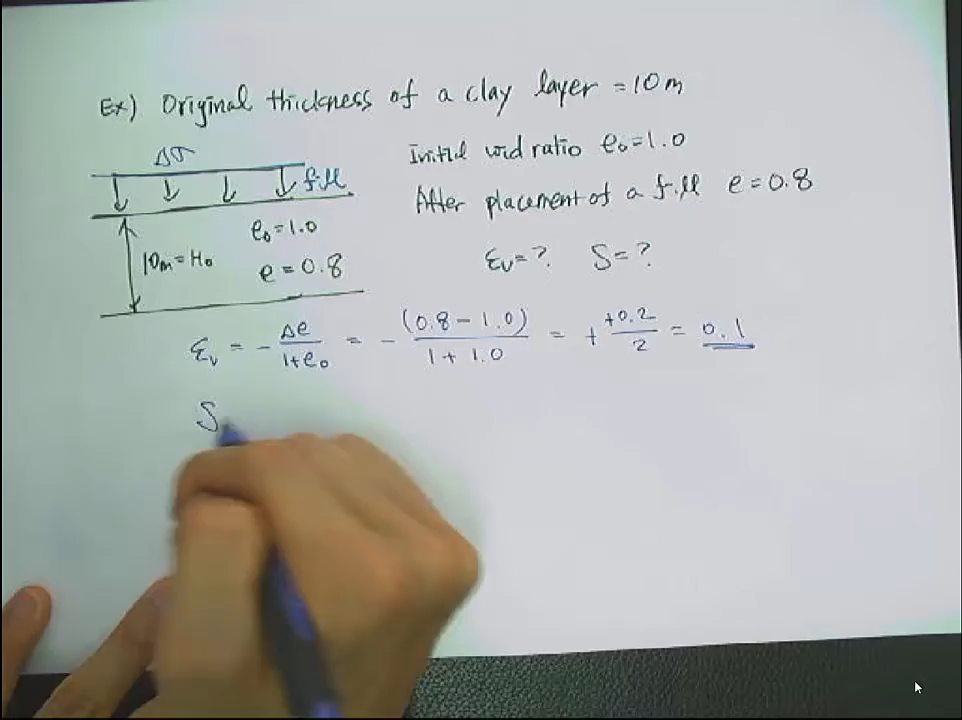 Ex) Original thickness of a clay layer = 10m
Δσ
Initial void ratio e₀=1.0
fill
After placement of a fill e=0.8
e₀=1.0
10m=H₀
e=0.8
εᵥ=? S=?
εᵥ = - Δe/1+e₀ = - (0.8-1.0)/1+1.0 = + +0.2/2 = 0.1
S